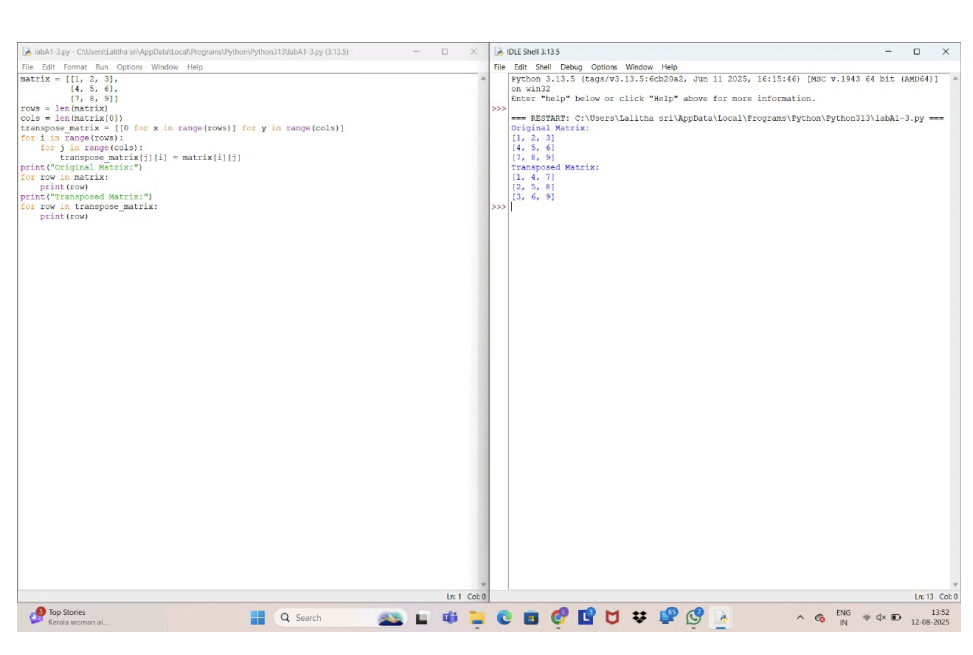 labA1-3.py - C:\Users\Lalitha sri\AppData\Local\Programs\Python\Python313\labA1-3.py (3.13.5)
File Edit Format Run Options Window Help
matrix = [[1, 2, 3],
          [4, 5, 6],
          [7, 8, 9]]
rows = len(matrix)
cols = len(matrix[0])
transpose_matrix = [[0 for x in range(rows)] for y in range(cols)]
for i in range(rows):
    for j in range(cols):
        transpose_matrix[j][i] = matrix[i][j]
print("Original Matrix:")
for row in matrix:
    print(row)
print("Transposed Matrix:")
for row in transpose_matrix:
    print(row)
Ln: 1 Col: 0
IDLE Shell 3.13.5
File Edit Shell Debug Options Window Help
Python 3.13.5 (tags/v3.13.5:6cb20a2, Jun 11 2025, 16:15:46) [MSC v.1943 64 bit (AMD64)]
on win32
Enter "help" below or click "Help" above for more information.
>>>
=== RESTART: C:\Users\Lalitha sri\AppData\Local\Programs\Python\Python313\labA1-3.py ===
Original Matrix:
[1, 2, 3]
[4, 5, 6]
[7, 8, 9]
Transposed Matrix:
[1, 4, 7]
[2, 5, 8]
[3, 6, 9]
>>>
Ln: 13 Col: 0
Top Stories
Kerala woman al...
Search
ENG
IN
13:52
12-08-2025